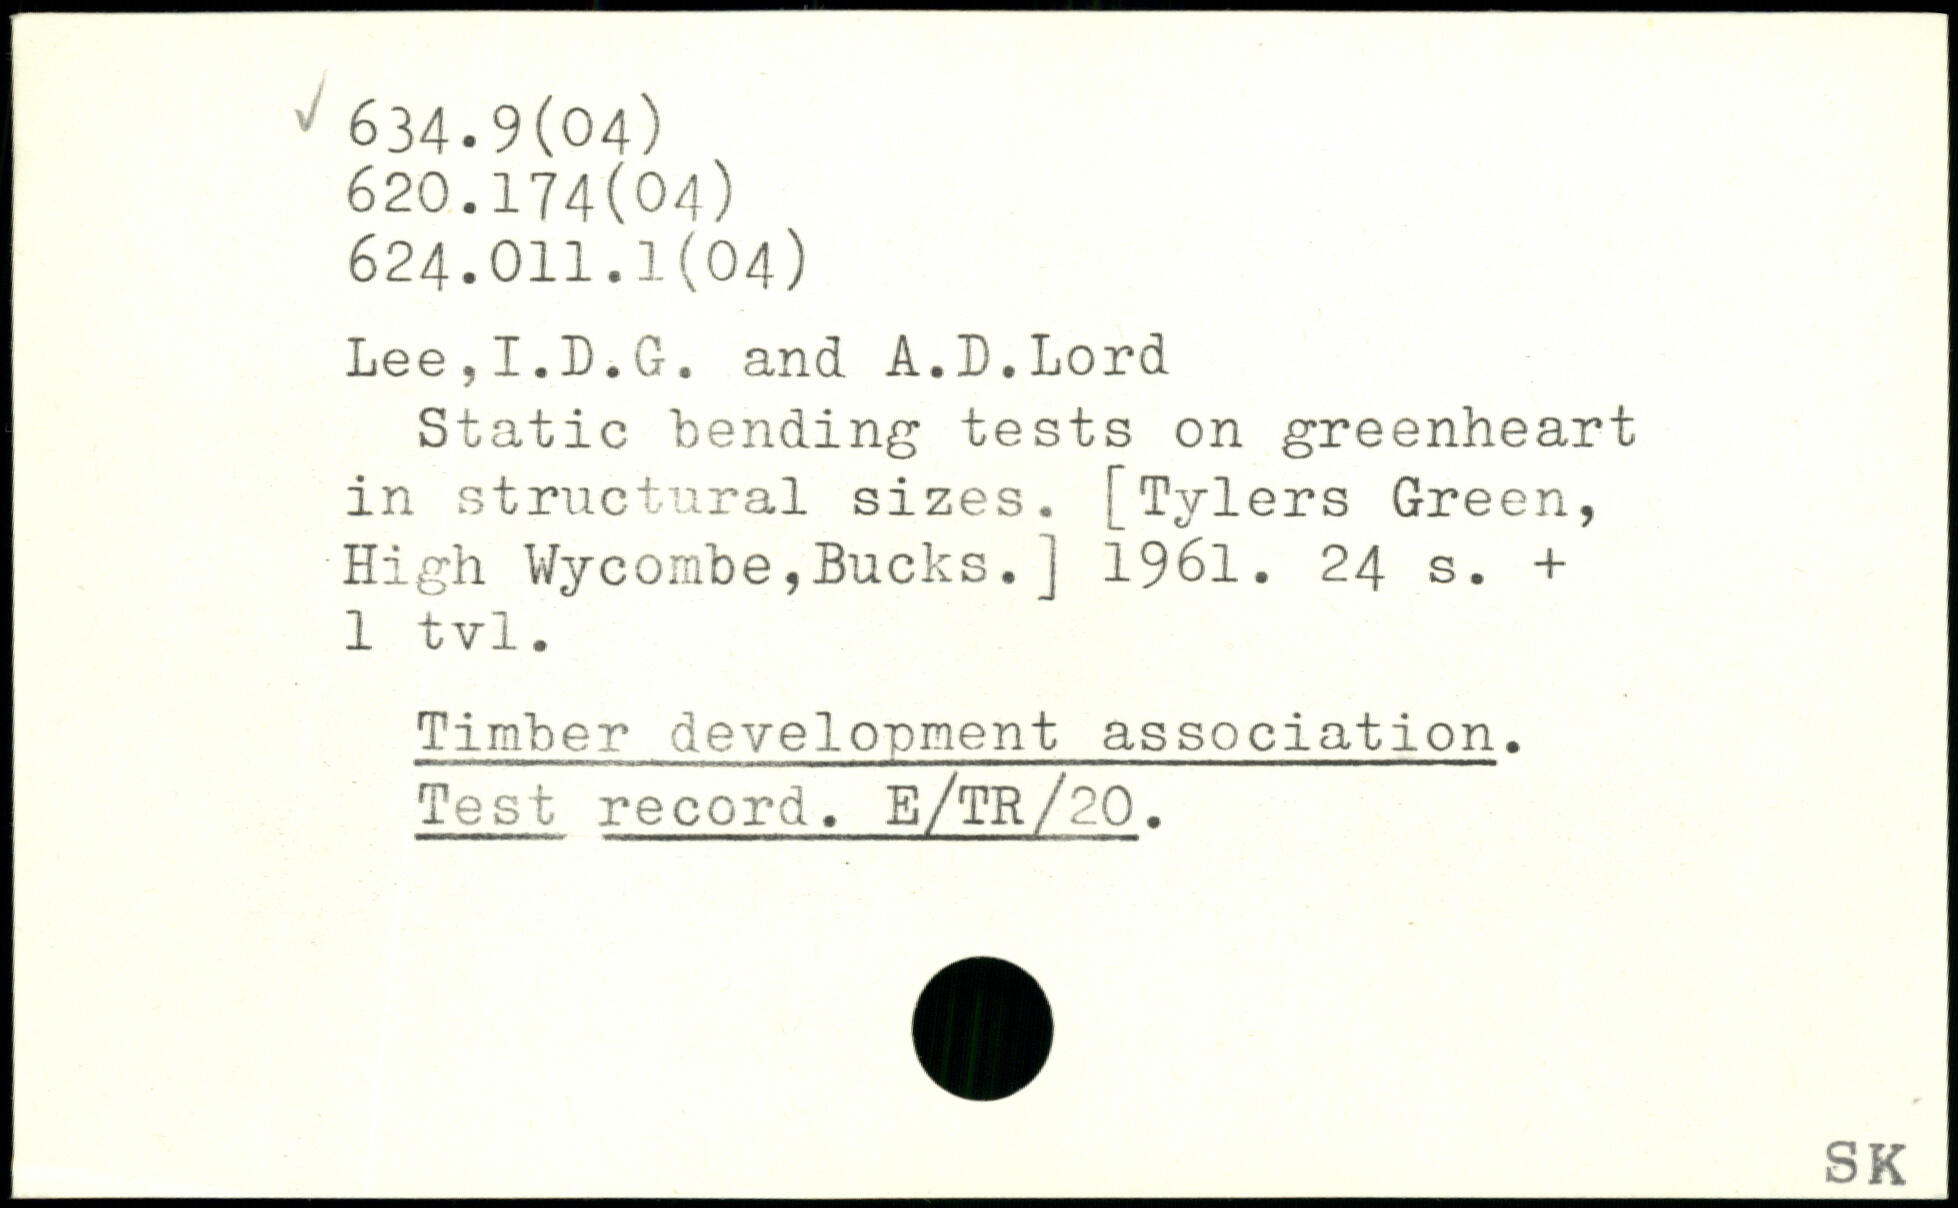 ✓ 634.9(04)
620.174(04)
624.011.1(04)
Lee,I.D.G. and A.D.Lord
Static bending tests on greenheart
in structural sizes. [Tylers Green,
High Wycombe,Bucks.] 1961. 24 s. +
1 tvl.
Timber development association.
Test record. E/TR/20.
SK